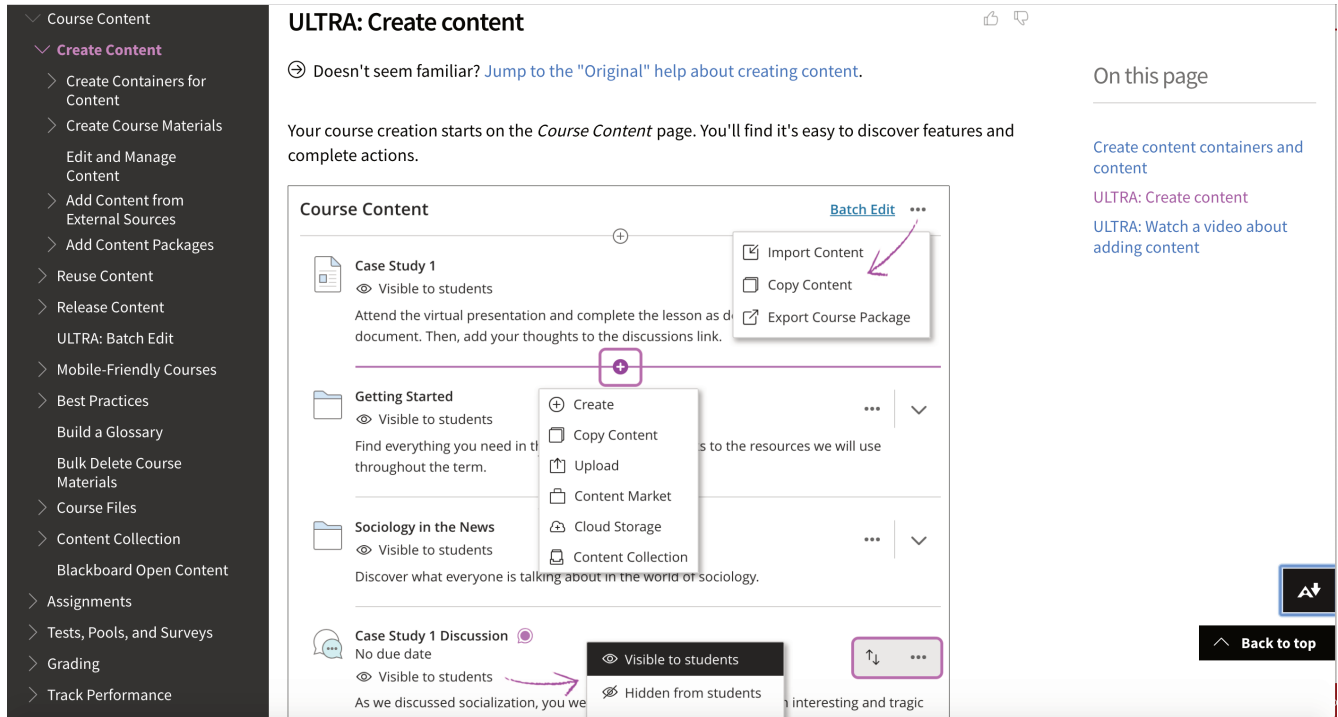 Course Content
Create Content
Create Containers for
Content
Create Course Materials
Edit and Manage
Content
Add Content from
External Sources
Add Content Packages
Reuse Content
Release Content
ULTRA: Batch Edit
Mobile-Friendly Courses
Best Practices
Build a Glossary
Bulk Delete Course
Materials
Course Files
Content Collection
Blackboard Open Content
Assignments
Tests, Pools, and Surveys
Grading
Track Performance
ULTRA: Create content
Doesn't seem familiar? Jump to the "Original" help about creating content.
Your course creation starts on the Course Content page. You'll find it's easy to discover features and
complete actions.
Course Content
Batch Edit
Import Content
Copy Content
Export Course Package
Case Study 1
Visible to students
Attend the virtual presentation and complete the lesson as
document. Then, add your thoughts to the discussions link.
Getting Started
Visible to students
Find everything you need in
s to the resources we will use
throughout the term.
Create
Copy Content
Upload
Content Market
Cloud Storage
Content Collection
Sociology in the News
Visible to students
Discover what everyone is talking about in the world of sociology.
Case Study 1 Discussion
No due date
Visible to students
As we discussed socialization, you we
interesting and tragic
Visible to students
Hidden from students
On this page
Create content containers and
content
ULTRA: Create content
ULTRA: Watch a video about
adding content
A
Back to top